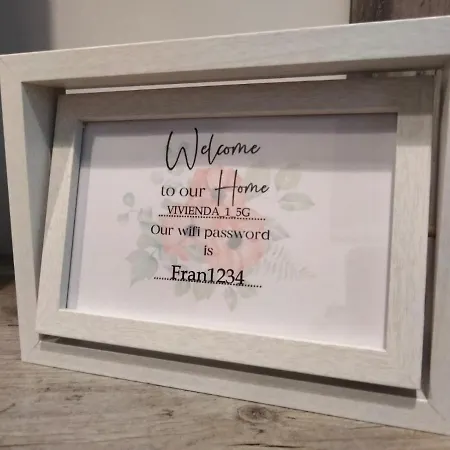 Welcome
to our Home
VIVIENDA_1_5G
Our wifi password
is
Fran1234